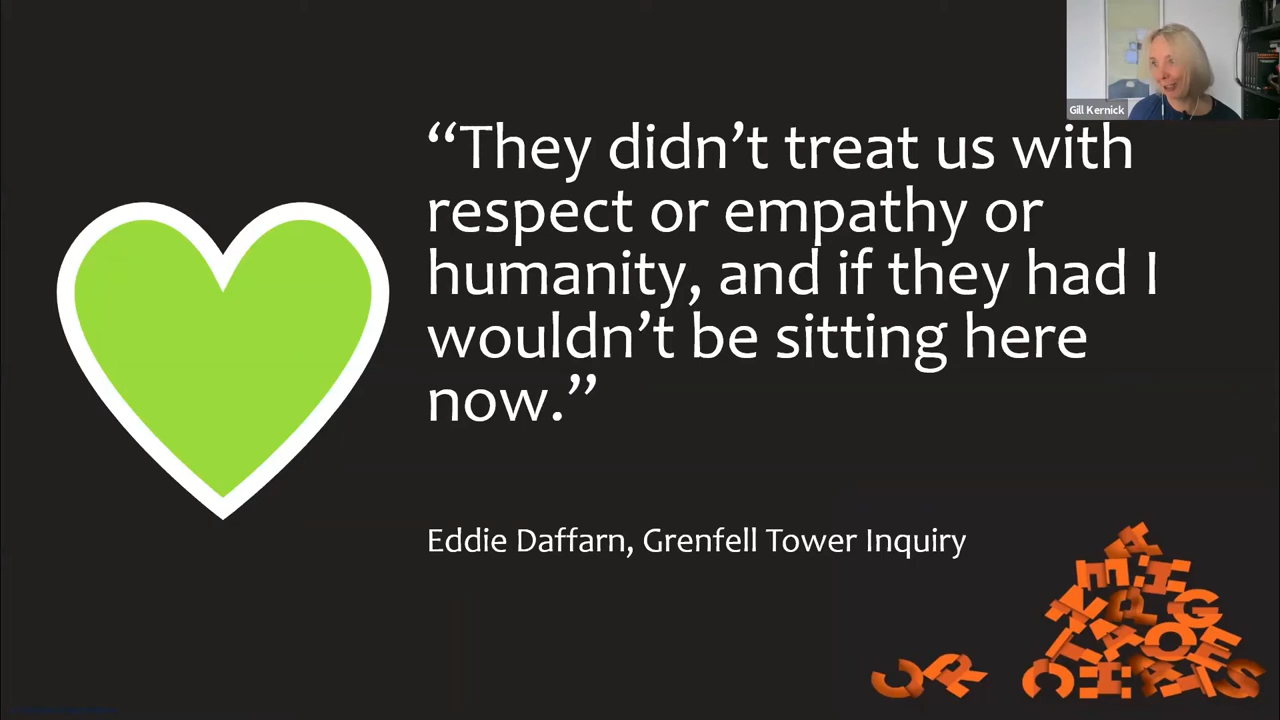 Gill Kernick
“They didn’t treat us with
respect or empathy or
humanity, and if they had I
wouldn’t be sitting here
now.”
Eddie Daffarn, Grenfell Tower Inquiry